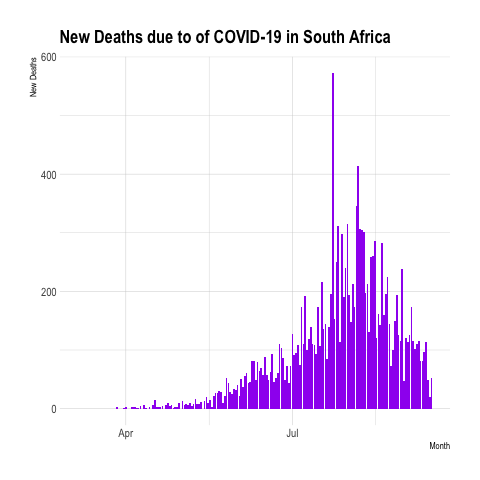 New Deaths due to of COVID-19 in South Africa
New Deaths
600
400
200
0
Apr
Jul
Month